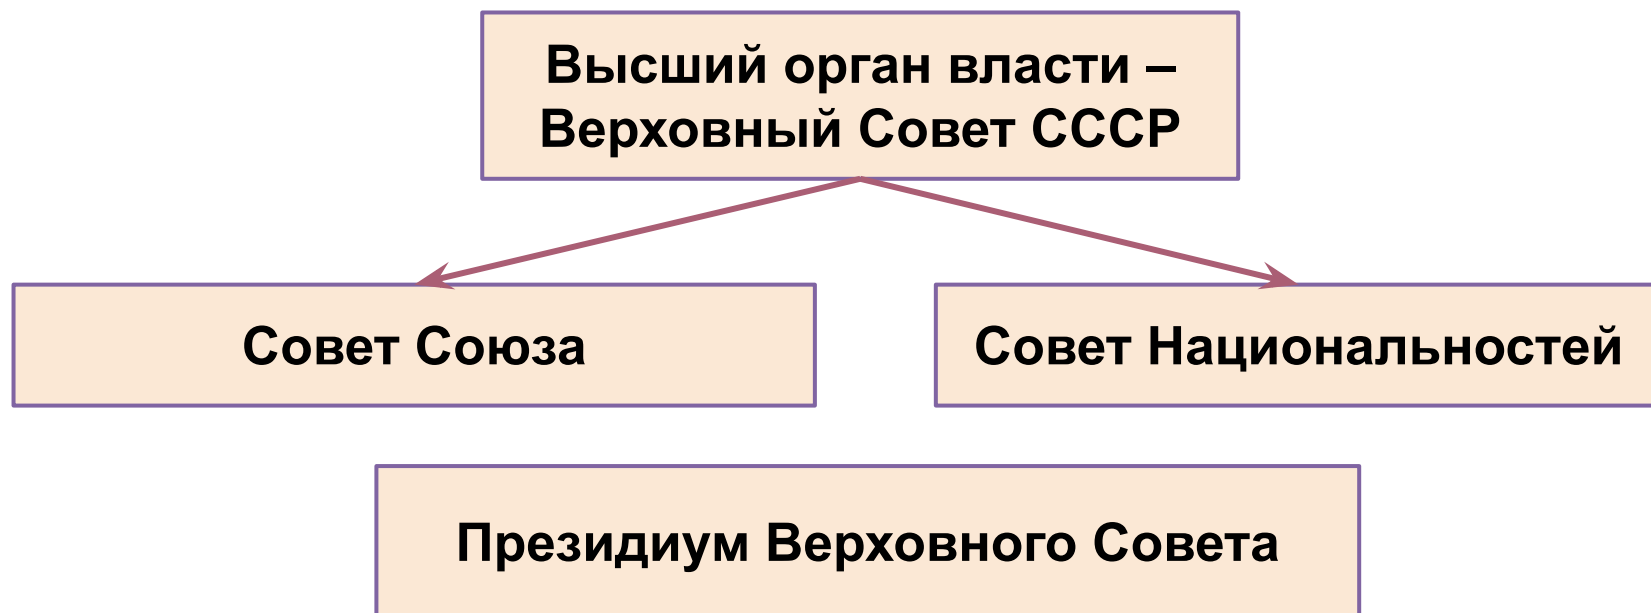 Высший орган власти –
Верховный Совет СССР
Совет Союза
Совет Национальностей
Президиум Верховного Совета